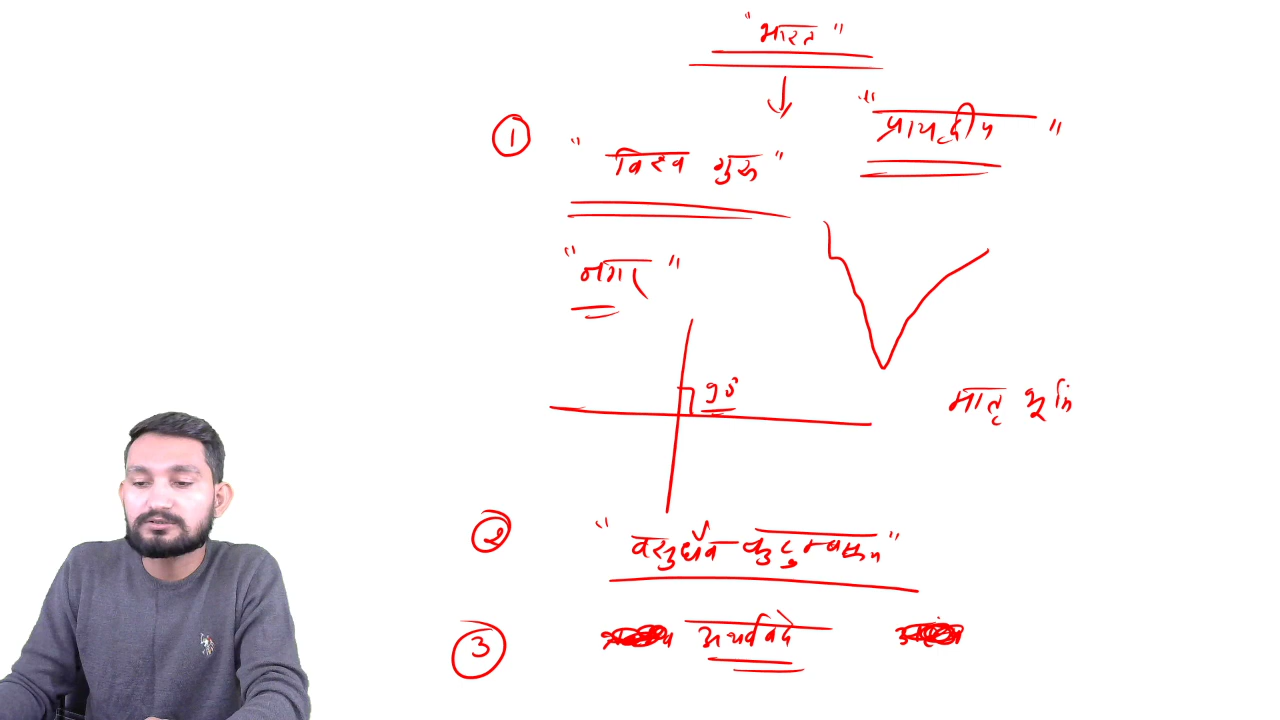 "भारत"
"प्रायद्वीप"
① "विश्व गुरू"
"नगर"
90°
मातृ भूमि
② "वसुधैव कुटुम्बकम"
③ अथर्ववेद